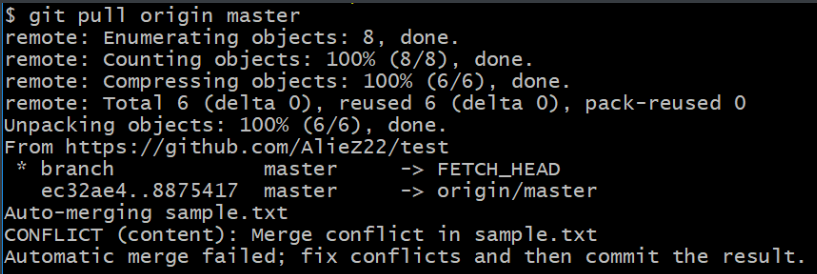 $ git pull origin master
remote: Enumerating objects: 8, done.
remote: Counting objects: 100% (8/8), done.
remote: Compressing objects: 100% (6/6), done.
remote: Total 6 (delta 0), reused 6 (delta 0), pack-reused 0
Unpacking objects: 100% (6/6), done.
From https://github.com/AlieZ22/test
 * branch            master     -> FETCH_HEAD
   ec32ae4..8875417  master     -> origin/master
Auto-merging sample.txt
CONFLICT (content): Merge conflict in sample.txt
Automatic merge failed; fix conflicts and then commit the result.